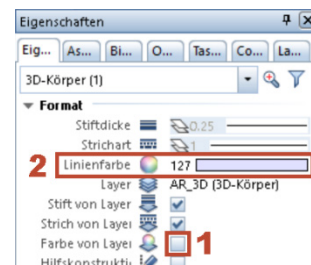 Eigenschaften
Eig... As... Bi... O... Tas... Co... La...
3D-Körper (1)
Format
Stiftdicke 0.25
Strichart 1
2 Linienfarbe 127
Layer AR_3D (3D-Körper)
Stift von Layer
Strich von Layer
Farbe von Layer 1
Hilfskonstrukti